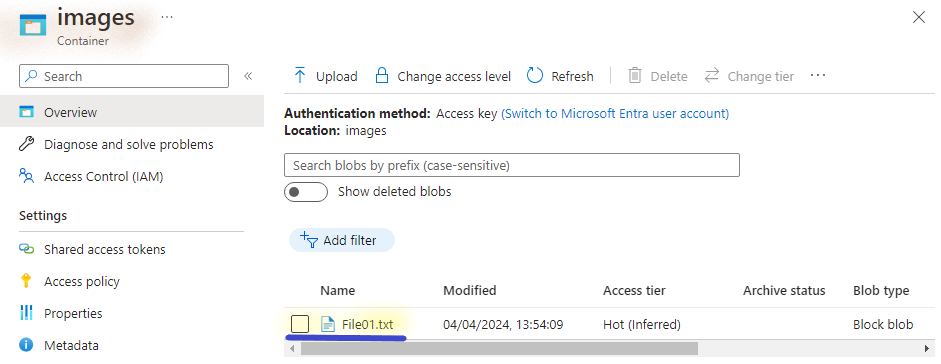 images
Container
Search
Overview
Diagnose and solve problems
Access Control (IAM)
Settings
Shared access tokens
Access policy
Properties
Metadata
Upload Change access level Refresh Delete Change tier
Authentication method: Access key (Switch to Microsoft Entra user account)
Location: images
Search blobs by prefix (case-sensitive)
Show deleted blobs
Add filter
Name Modified Access tier Archive status Blob type
File01.txt 04/04/2024, 13:54:09 Hot (Inferred) Block blob